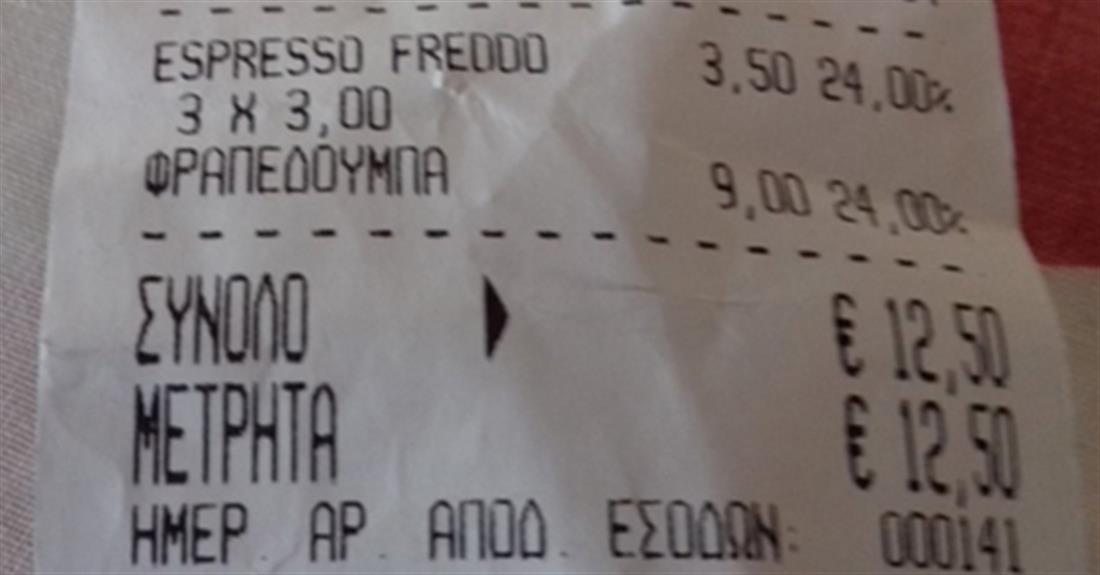 ESPRESSO FREDDO 3,50 24,00%
3 X 3,00
ΦΡΑΠΕΔΟΥΜΠΑ 9,00 24,00%
ΣΥΝΟΛΟ € 12,50
ΜΕΤΡΗΤΑ € 12,50
ΗΜΕΡ. ΑΡ. ΑΠΟΔ. ΕΣΟΔΩΝ: 000141